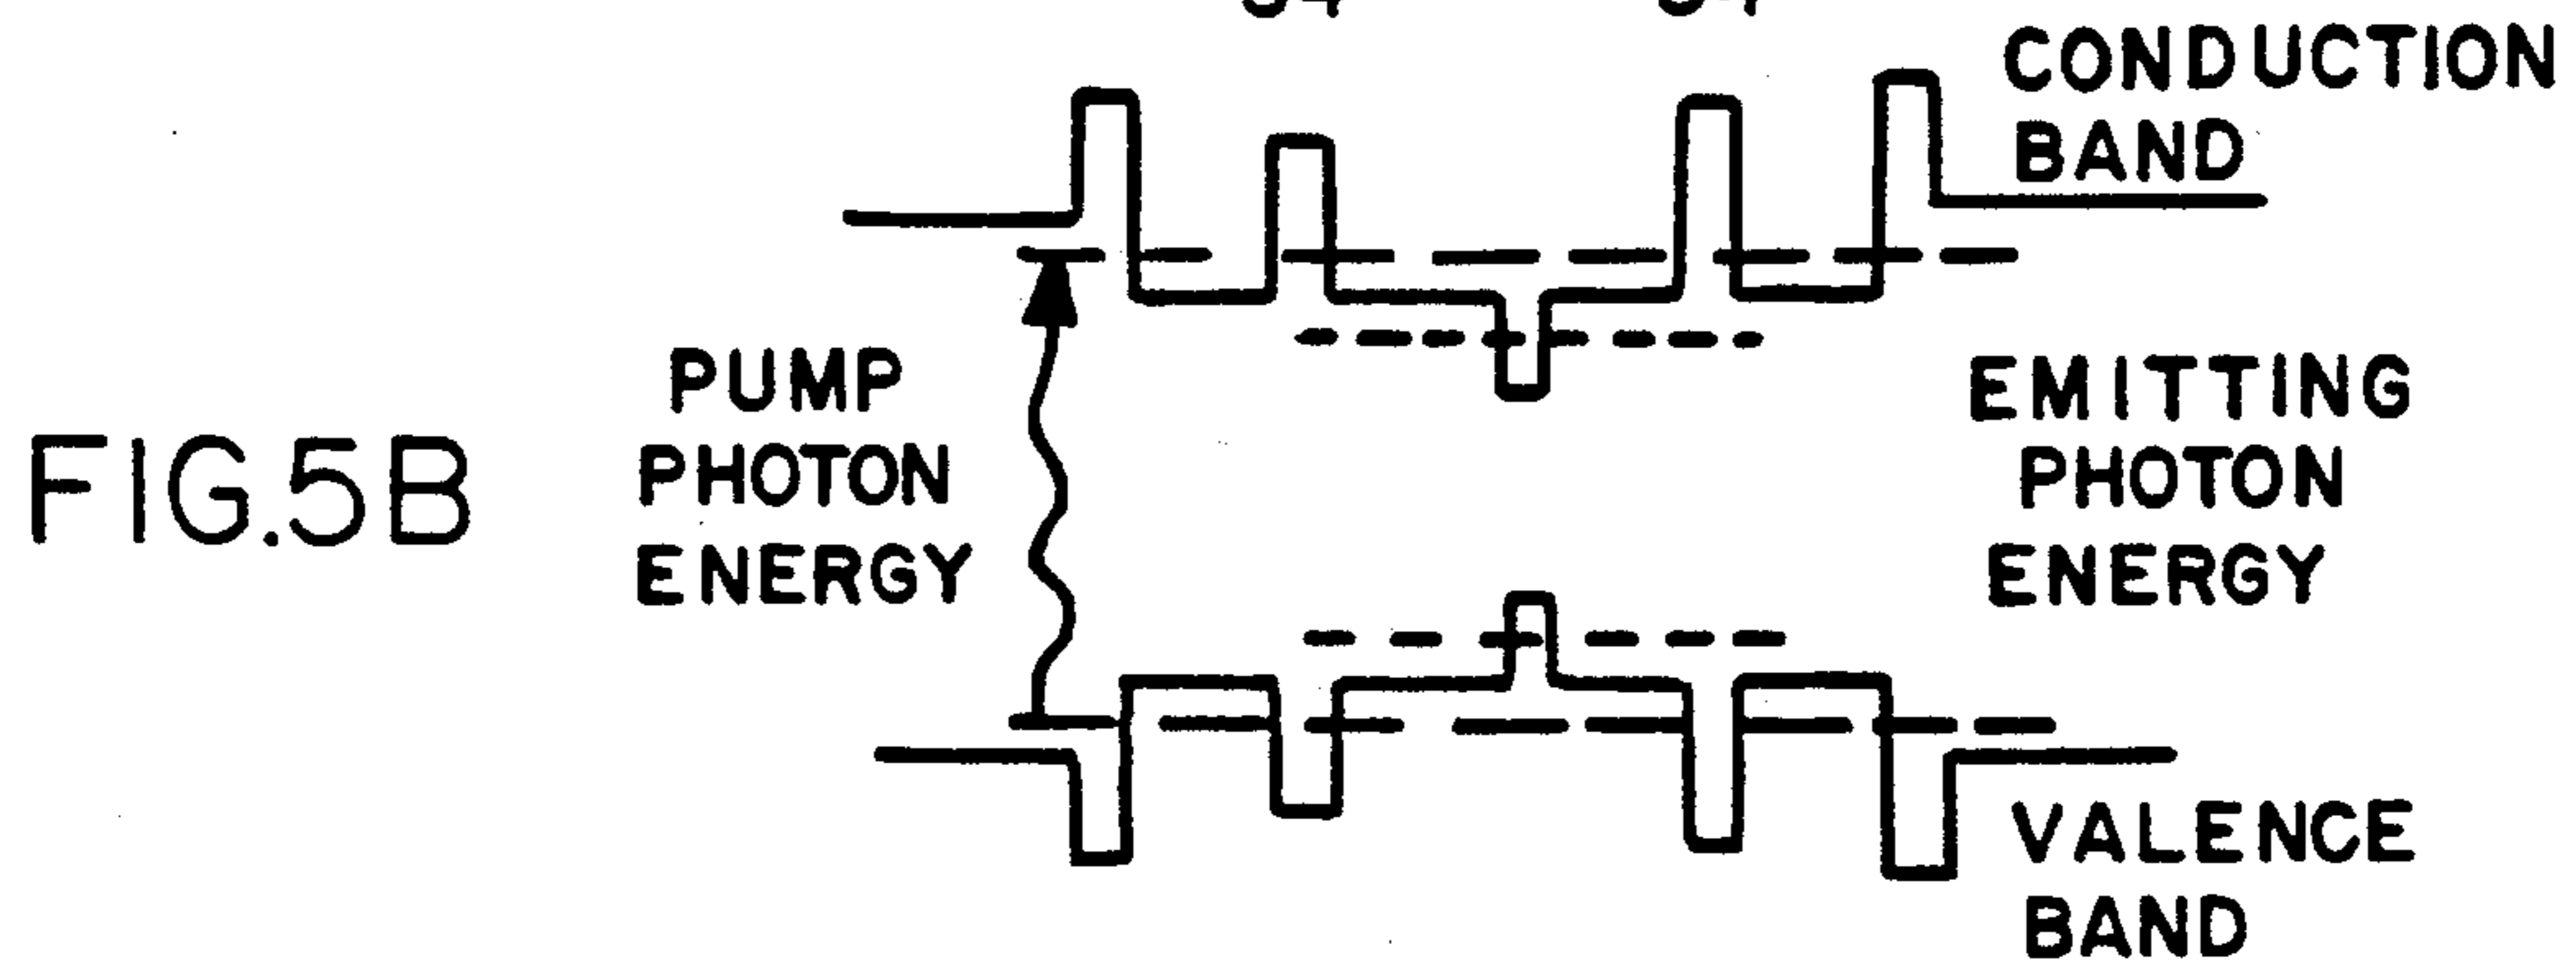 CONDUCTION
BAND
PUMP
PHOTON
ENERGY
EMITTING
PHOTON
ENERGY
FIG.5B
VALENCE
BAND